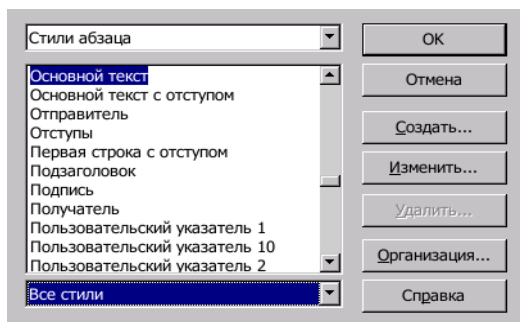 Стили абзаца
OK
Основной текст
Отмена
Основной текст с отступом
Отправитель
Отступы
Создать...
Первая строка с отступом
Подзаголовок
Изменить...
Подпись
Получатель
Удалить...
Пользовательский указатель 1
Пользовательский указатель 10
Пользовательский указатель 2
Организация...
Все стили
Справка